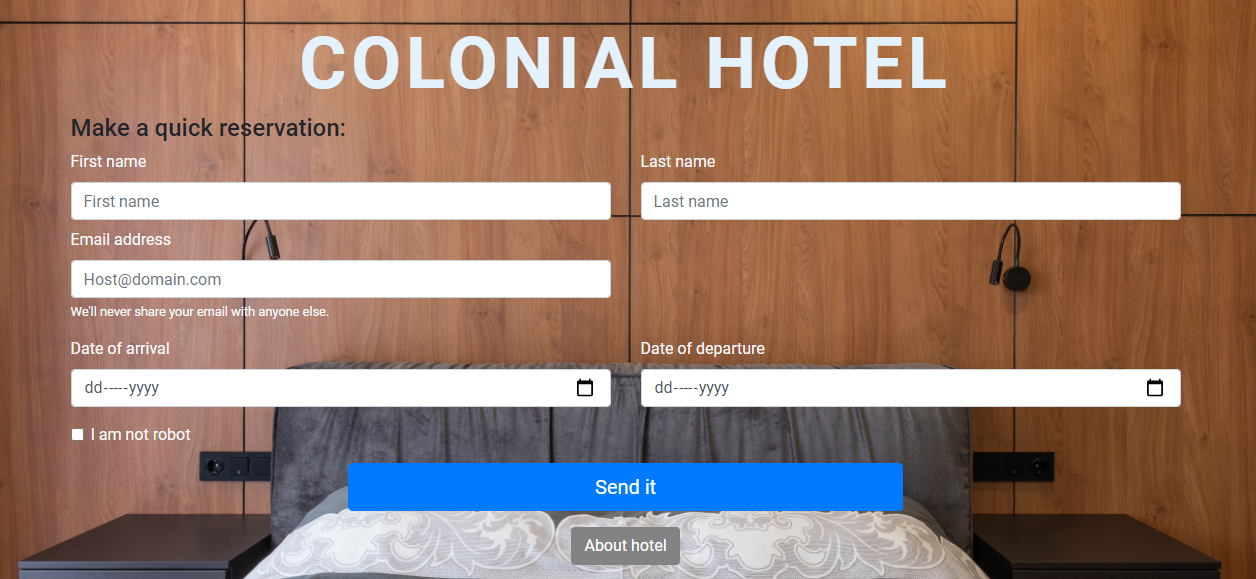 COLONIAL HOTEL
Make a quick reservation:
First name
Last name
First name
Last name
Email address
Host@domain.com
We'll never share your email with anyone else.
Date of arrival
Date of departure
dd-----yyyy
dd-----yyyy
I am not robot
Send it
About hotel